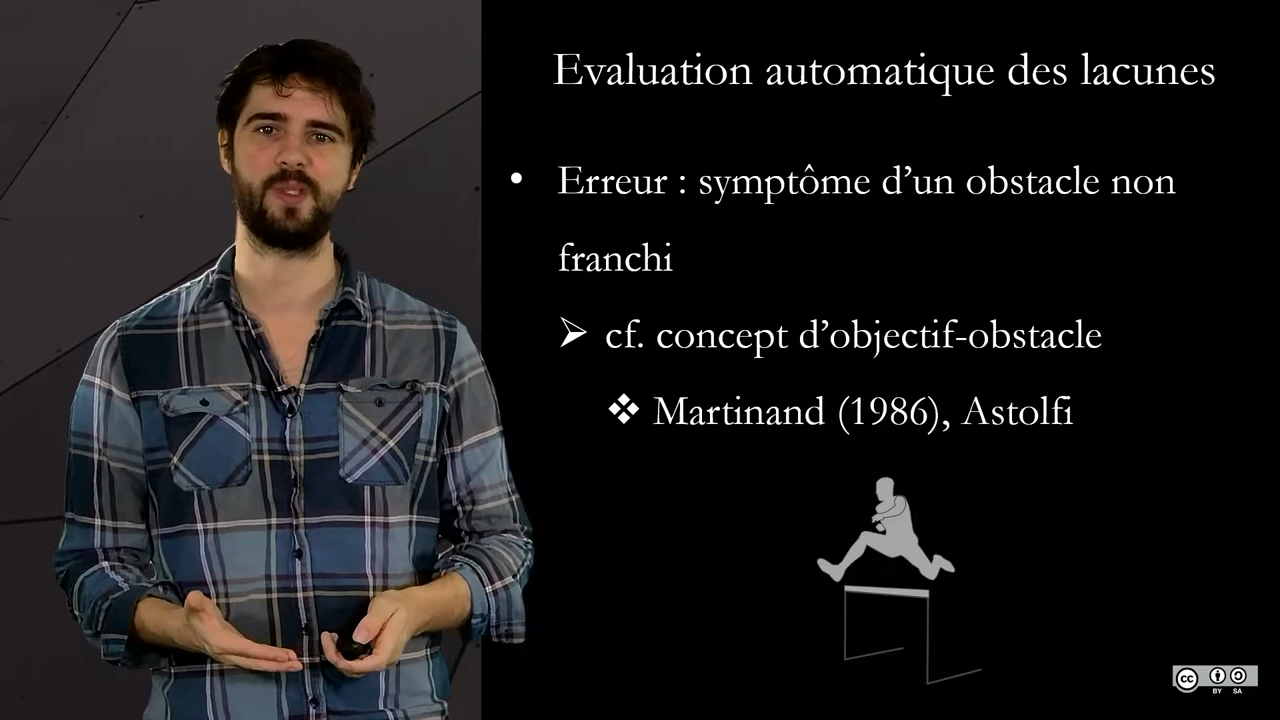 Evaluation automatique des lacunes
• Erreur : symptôme d’un obstacle non
franchi
➢ cf. concept d’objectif-obstacle
❖ Martinand (1986), Astolfi
cc
BY SA